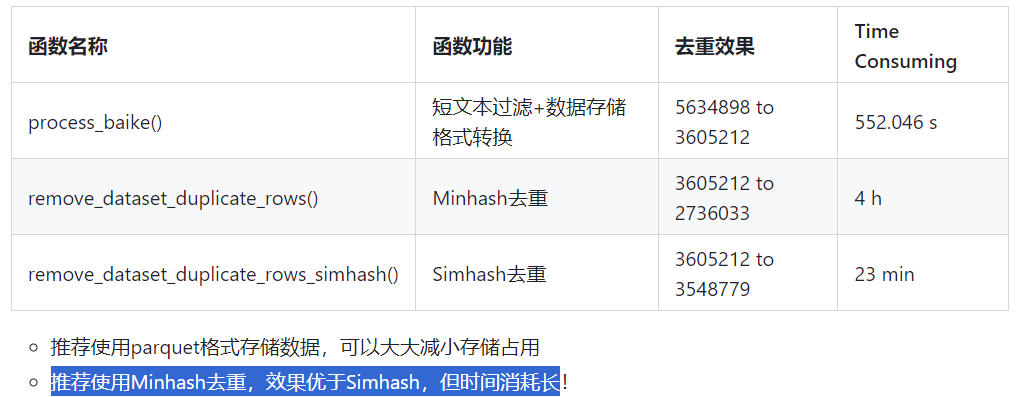 函数名称 函数功能 去重效果 Time
Consuming
process_baike() 短文本过滤+数据存储 5634898 to 552.046 s
格式转换 3605212
remove_dataset_duplicate_rows() Minhash去重 3605212 to 4 h
2736033
remove_dataset_duplicate_rows_simhash() Simhash去重 3605212 to 23 min
3548779
推荐使用parquet格式存储数据，可以大大减小存储占用
推荐使用Minhash去重，效果优于Simhash，但时间消耗长！